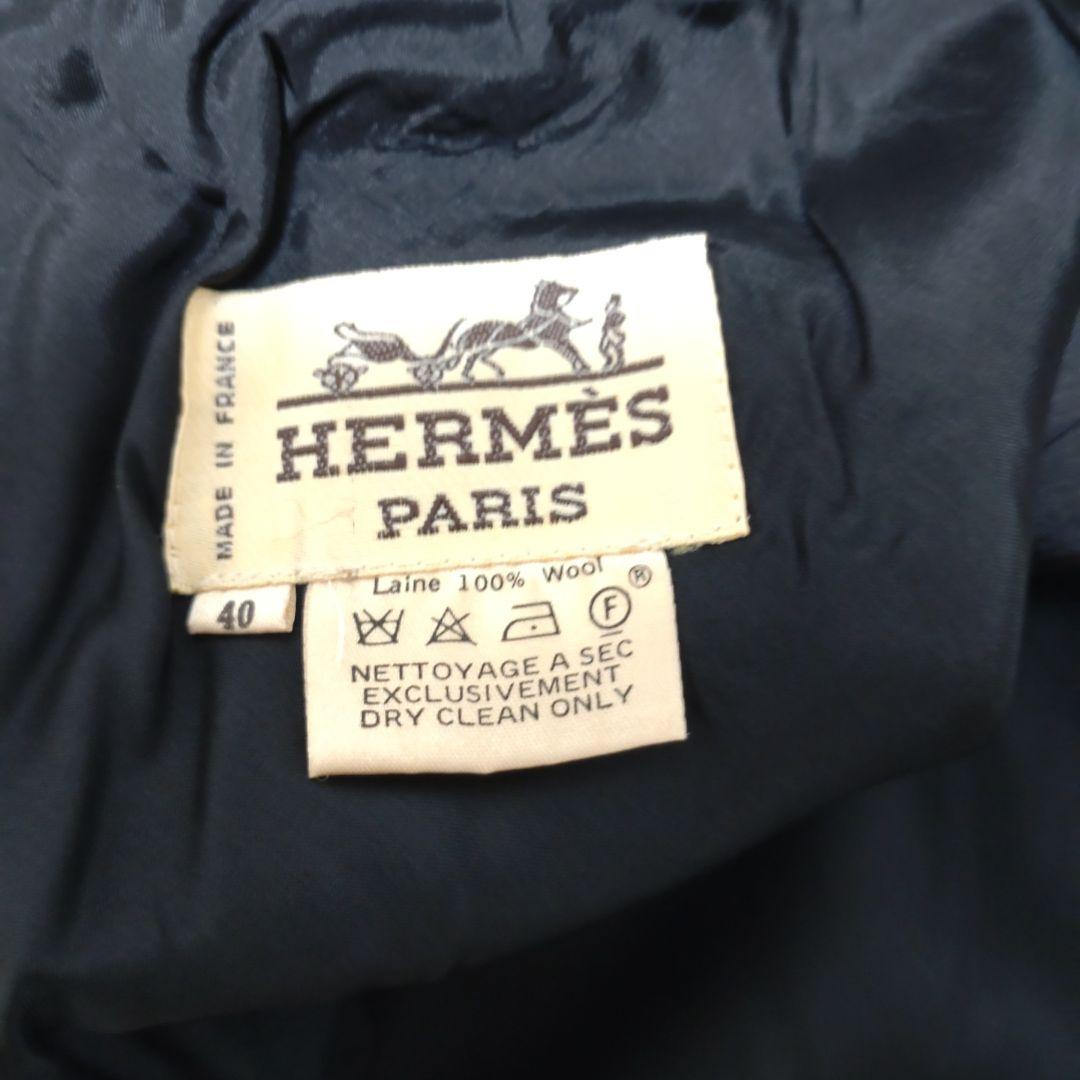 MADE IN FRANCE
HERMÈS
PARIS
40
Laine 100% Wool
F ®
NETTOYAGE A SEC
EXCLUSIVEMENT
DRY CLEAN ONLY